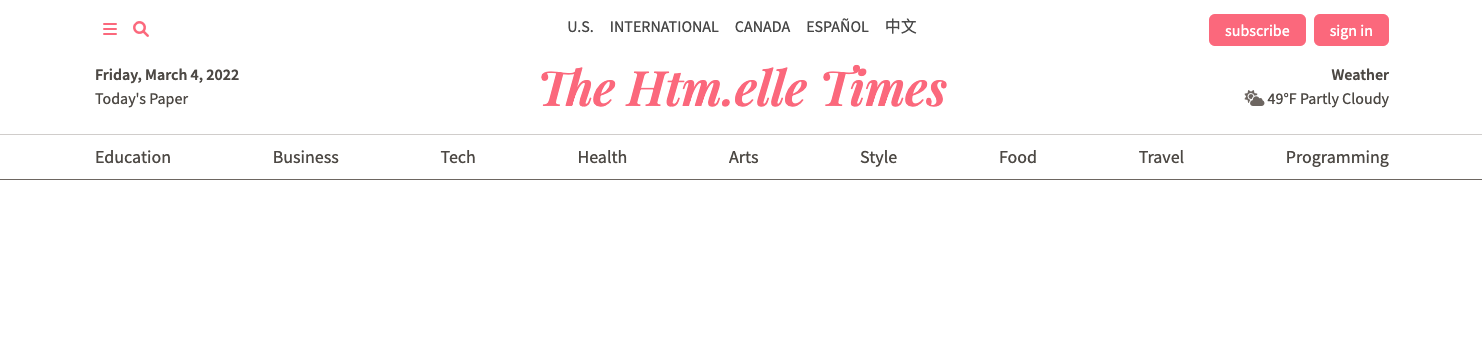 U.S. INTERNATIONAL CANADA ESPAÑOL 中文
subscribe sign in
Friday, March 4, 2022
Today's Paper
The Htm.elle Times
Weather
49°F Partly Cloudy
Education Business Tech Health Arts Style Food Travel Programming